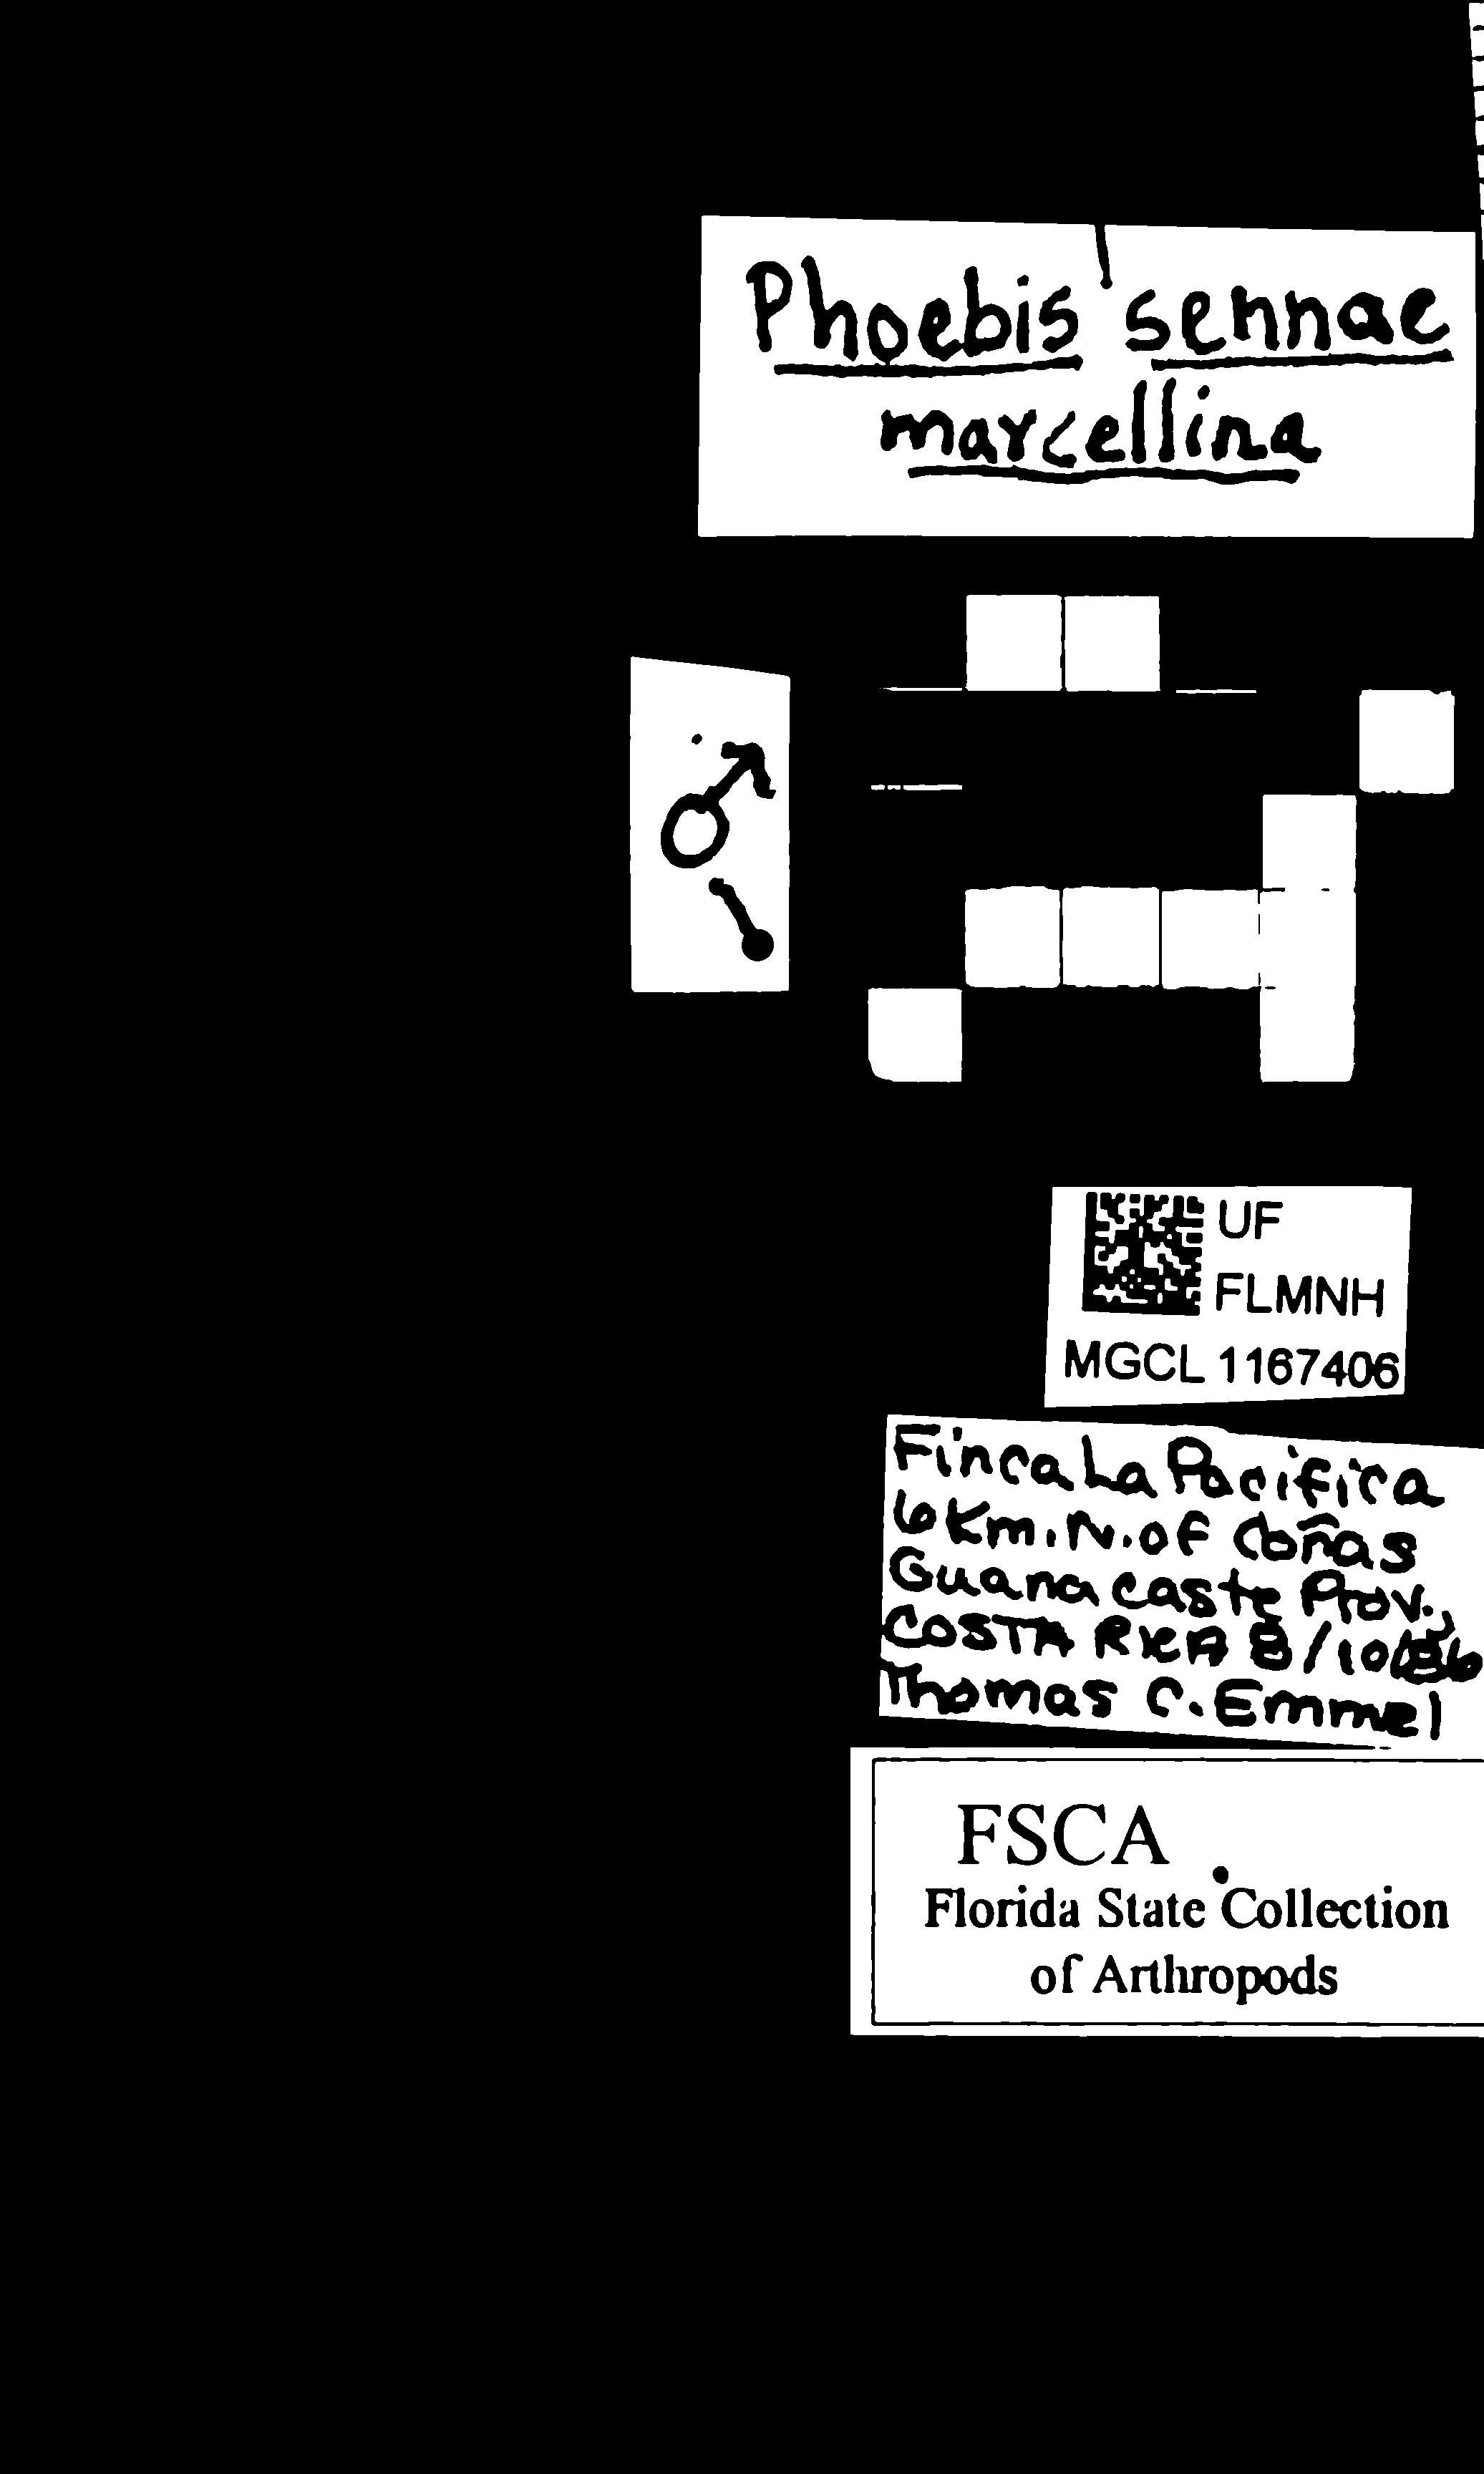 Phoebis sennae
marcellina
♂
UF
FLMNH
MGCL 1167406
Finca La Pacifica
6 Km. N. of Cañas
Guanacaste Prov.,
COSTA RICA 8/10/
Thomas C. Emmel
FSCA
Florida State Collection
of Arthropods